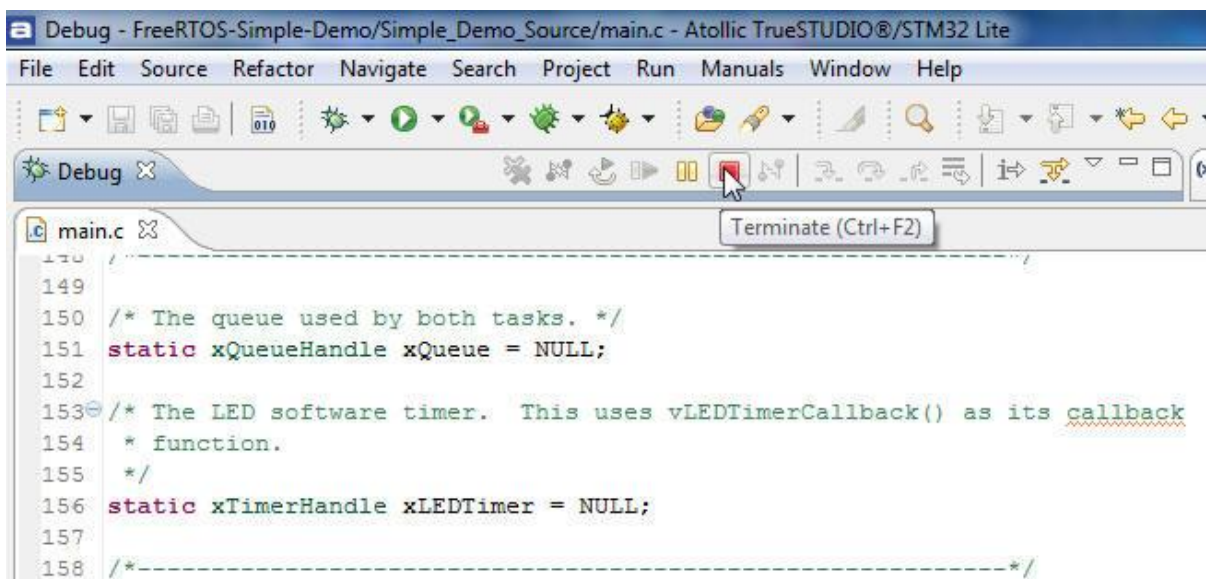 Debug - FreeRTOS-Simple-Demo/Simple_Demo_Source/main.c - Atollic TrueSTUDIO®/STM32 Lite
File Edit Source Refactor Navigate Search Project Run Manuals Window Help
010
Debug
main.c
Terminate (Ctrl+F2)
148 /*-----------------------------------------------------------*/
149
150 /* The queue used by both tasks. */
151 static xQueueHandle xQueue = NULL;
152
153 /* The LED software timer.  This uses vLEDTimerCallback() as its callback
154  * function.
155  */
156 static xTimerHandle xLEDTimer = NULL;
157
158 /*-----------------------------------------------------------*/